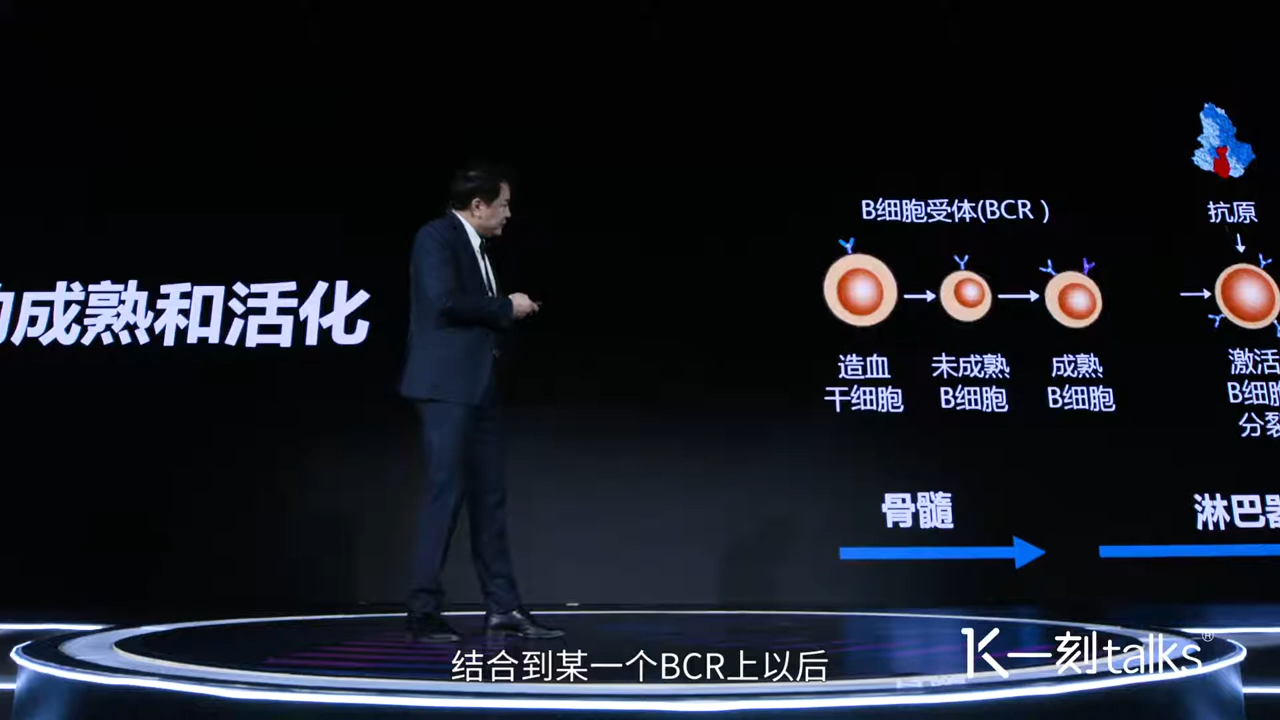 成熟和活化
B细胞受体(BCR )
抗原
造血
干细胞
未成熟
B细胞
成熟
B细胞
激活
B细胞
分裂
骨髓
淋巴器
结合到某一个BCR上以后
一刻talks®